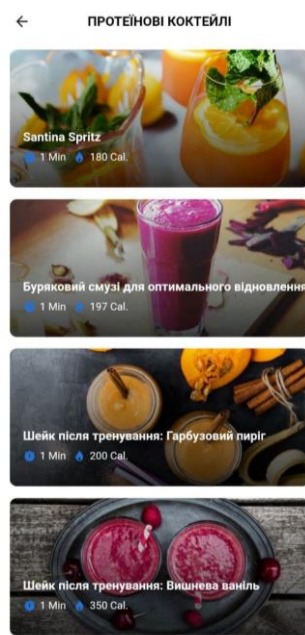 ПРОТЕЇНОВІ КОКТЕЙЛІ
Santina Spritz
1 Min 180 Cal.
Буряковий смузі для оптимального відновлення
1 Min 197 Cal.
Шейк після тренування: Гарбузовий пиріг
1 Min 200 Cal.
Шейк після тренування: Вишнева ваніль
1 Min 350 Cal.